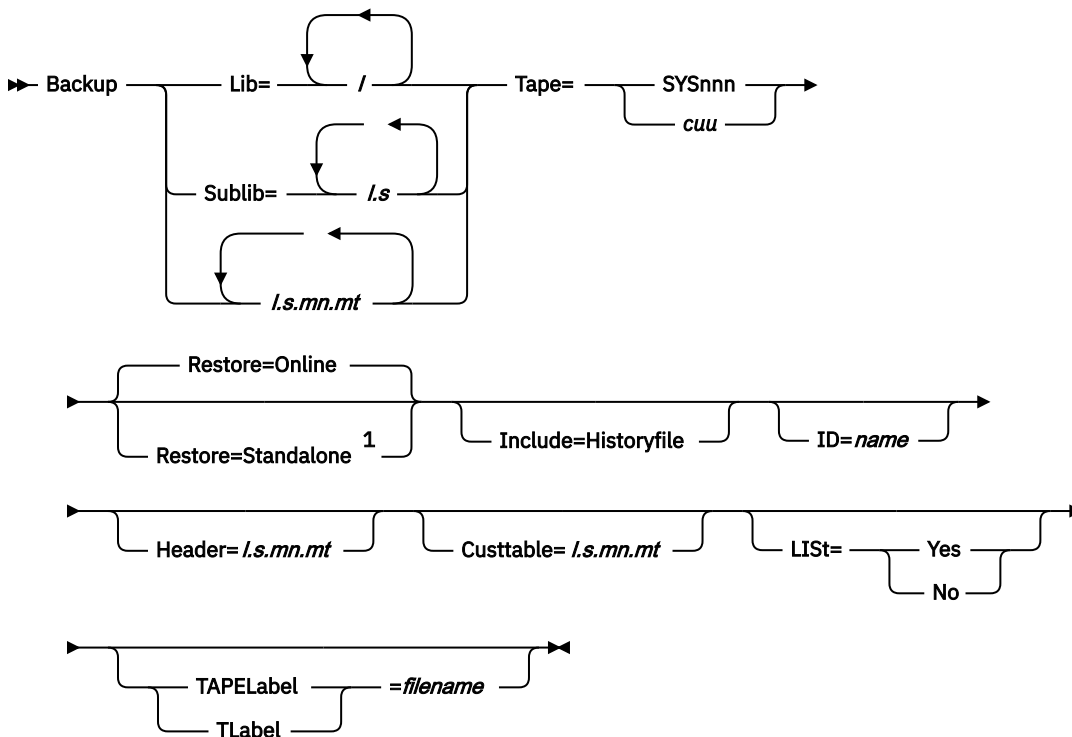 Backup Lib= l Tape= SYSnnn
cuu
Sublib= l.s
l.s.mn.mt
Restore=Online
Restore=Standalone 1 Include=Historyfile ID=name
Header= l.s.mn.mt Custtable= l.s.mn.mt LISt= Yes
No
TAPELabel =filename
TLabel